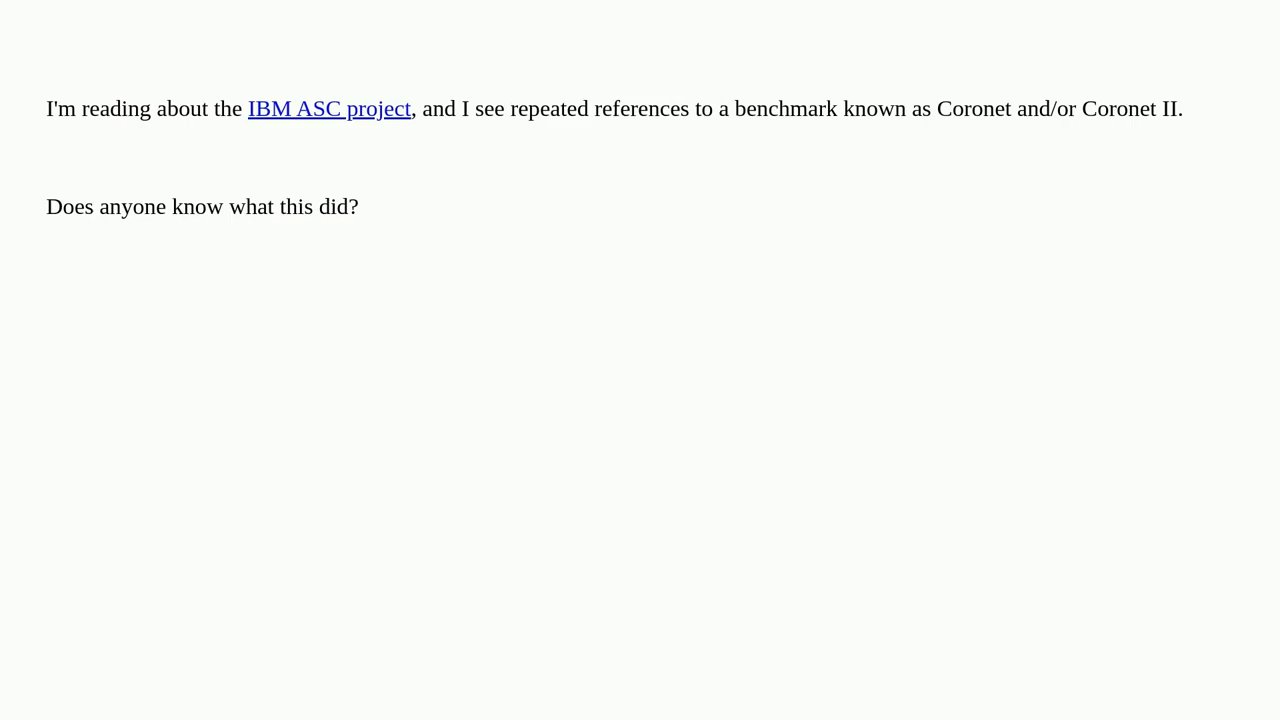 I'm reading about the IBM ASC project, and I see repeated references to a benchmark known as Coronet and/or Coronet II.
Does anyone know what this did?